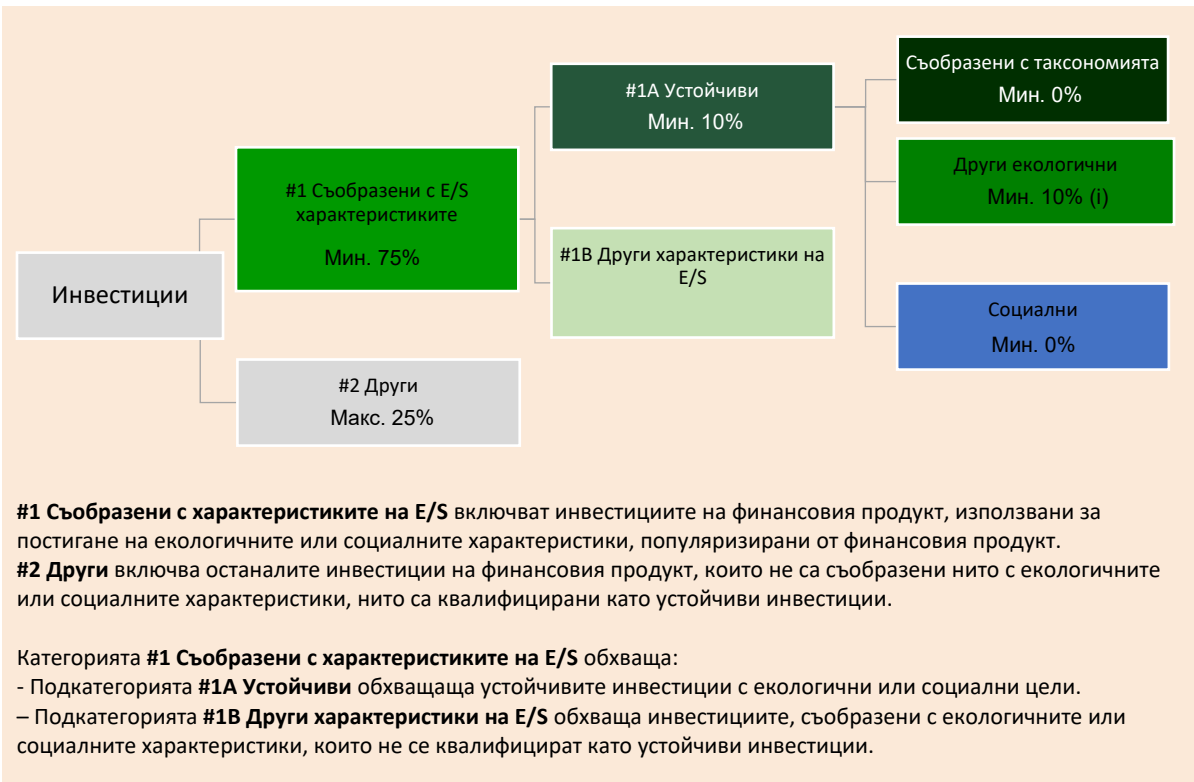 Инвестиции
#1 Съобразени с E/S
характеристиките
Мин. 75%
#2 Други
Макс. 25%
#1A Устойчиви
Мин. 10%
#1B Други характеристики на
E/S
Съобразени с таксономията
Мин. 0%
Други екологични
Мин. 10% (i)
Социални
Мин. 0%
#1 Съобразени с характеристиките на E/S включват инвестициите на финансовия продукт, използвани за
постигане на екологичните или социалните характеристики, популяризирани от финансовия продукт.
#2 Други включва останалите инвестиции на финансовия продукт, които не са съобразени нито с екологичните
или социалните характеристики, нито са квалифицирани като устойчиви инвестиции.
Категорията #1 Съобразени с характеристиките на E/S обхваща:
- Подкатегорията #1A Устойчиви обхващаща устойчивите инвестиции с екологични или социални цели.
– Подкатегорията #1B Други характеристики на E/S обхваща инвестициите, съобразени с екологичните или
социалните характеристики, които не се квалифицират като устойчиви инвестиции.